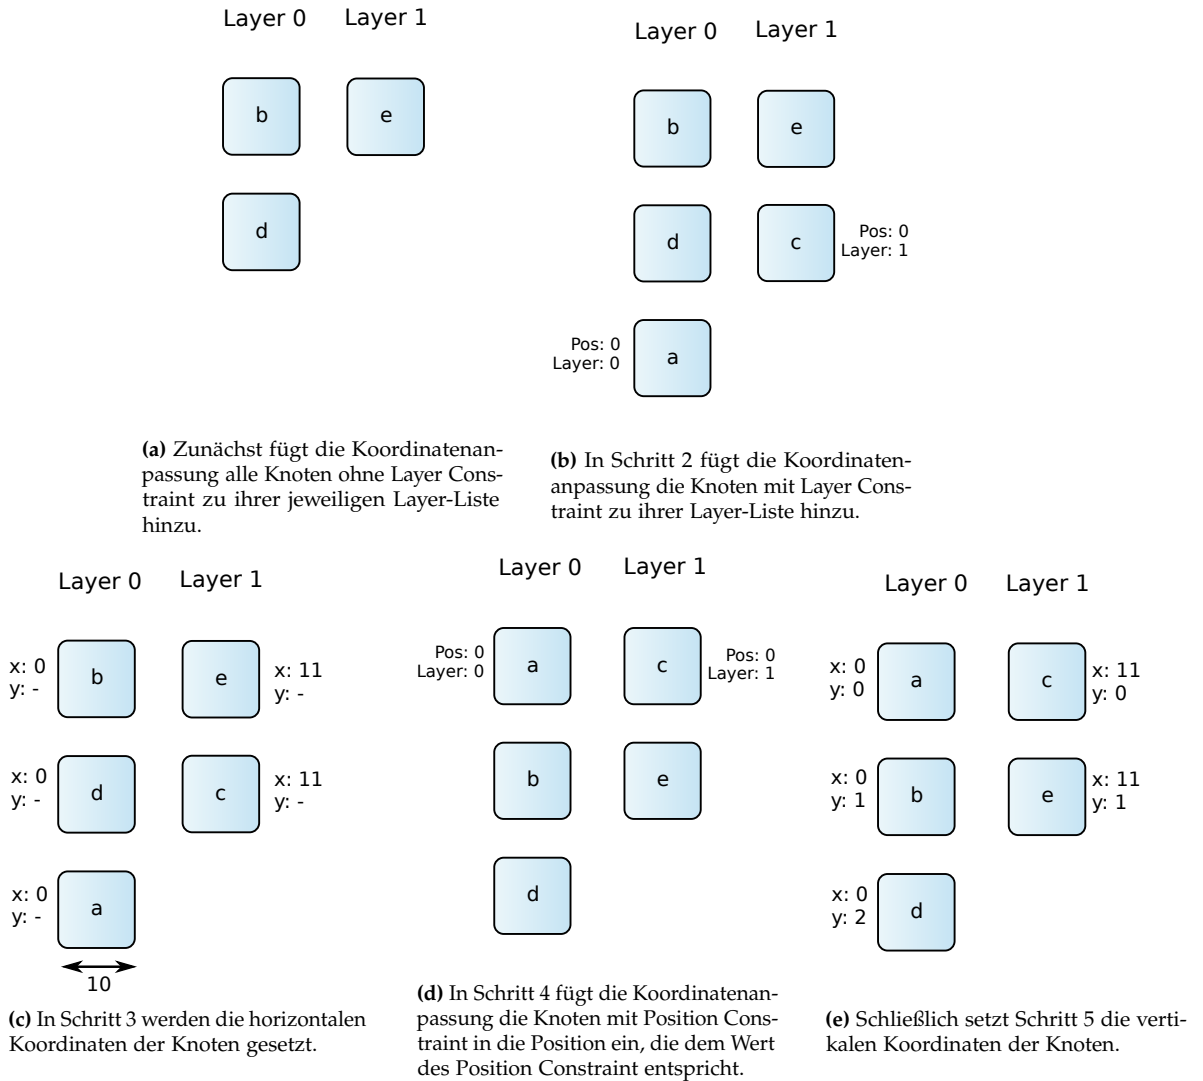 Layer 0 Layer 1
b e
d
(a) Zunächst fügt die Koordinatenan-
passung alle Knoten ohne Layer Cons-
traint zu ihrer jeweiligen Layer-Liste
hinzu.
Layer 0 Layer 1
b e
d c Pos: 0
Layer: 1
Pos: 0
Layer: 0
a
(b) In Schritt 2 fügt die Koordinaten-
anpassung die Knoten mit Layer Cons-
traint zu ihrer Layer-Liste hinzu.
Layer 0 Layer 1
x: 0
y: -
b e
x: 11
y: -
x: 0
y: -
d c
x: 11
y: -
x: 0
y: -
a
10
(c) In Schritt 3 werden die horizontalen
Koordinaten der Knoten gesetzt.
Layer 0 Layer 1
Pos: 0
Layer: 0
a c
Pos: 0
Layer: 1
b e
d
(d) In Schritt 4 fügt die Koordinatenan-
passung die Knoten mit Position Cons-
traint in die Position ein, die dem Wert
des Position Constraint entspricht.
Layer 0 Layer 1
x: 0
y: 0
a c
x: 11
y: 0
x: 0
y: 1
b e
x: 11
y: 1
x: 0
y: 2
d
(e) Schließlich setzt Schritt 5 die verti-
kalen Koordinaten der Knoten.